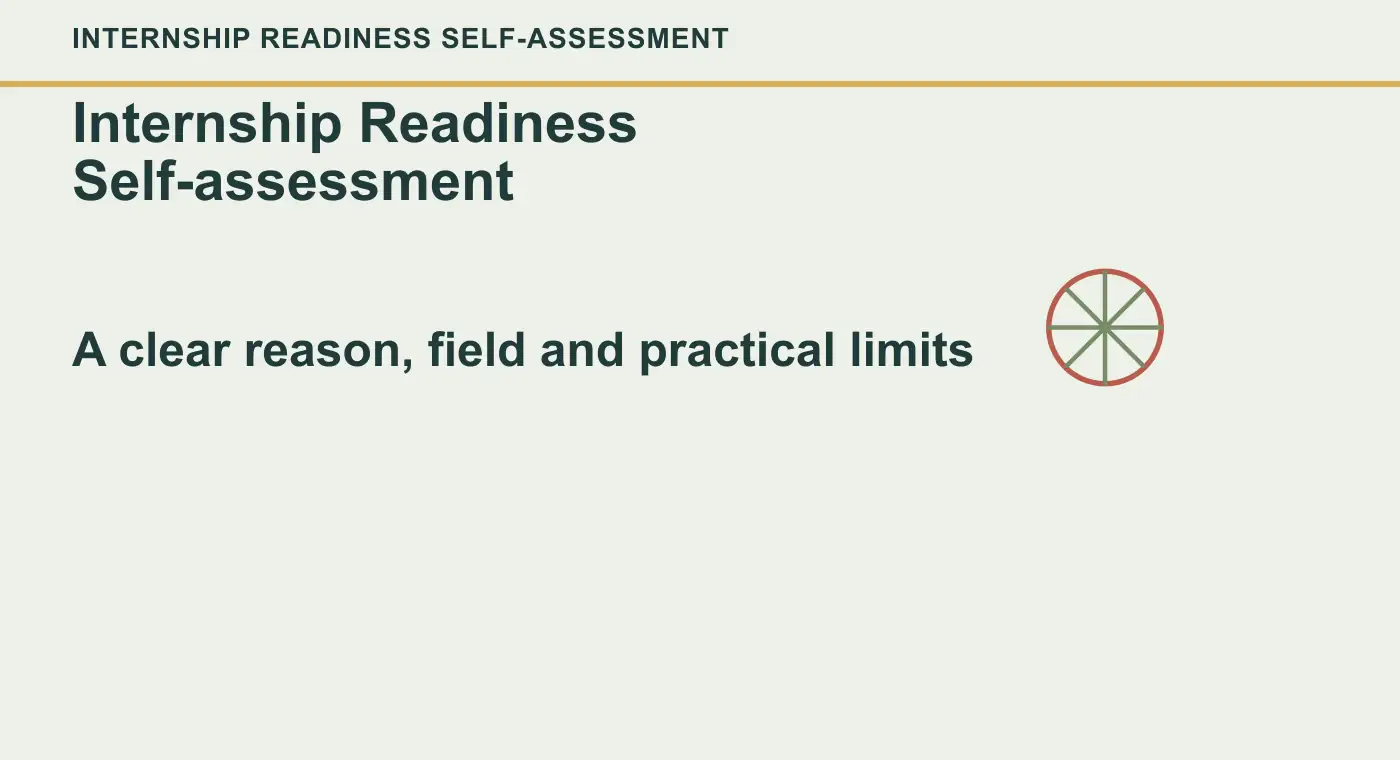 INTERNSHIP READINESS SELF-ASSESSMENT
Internship Readiness
Self-assessment
A clear reason, field and practical limits